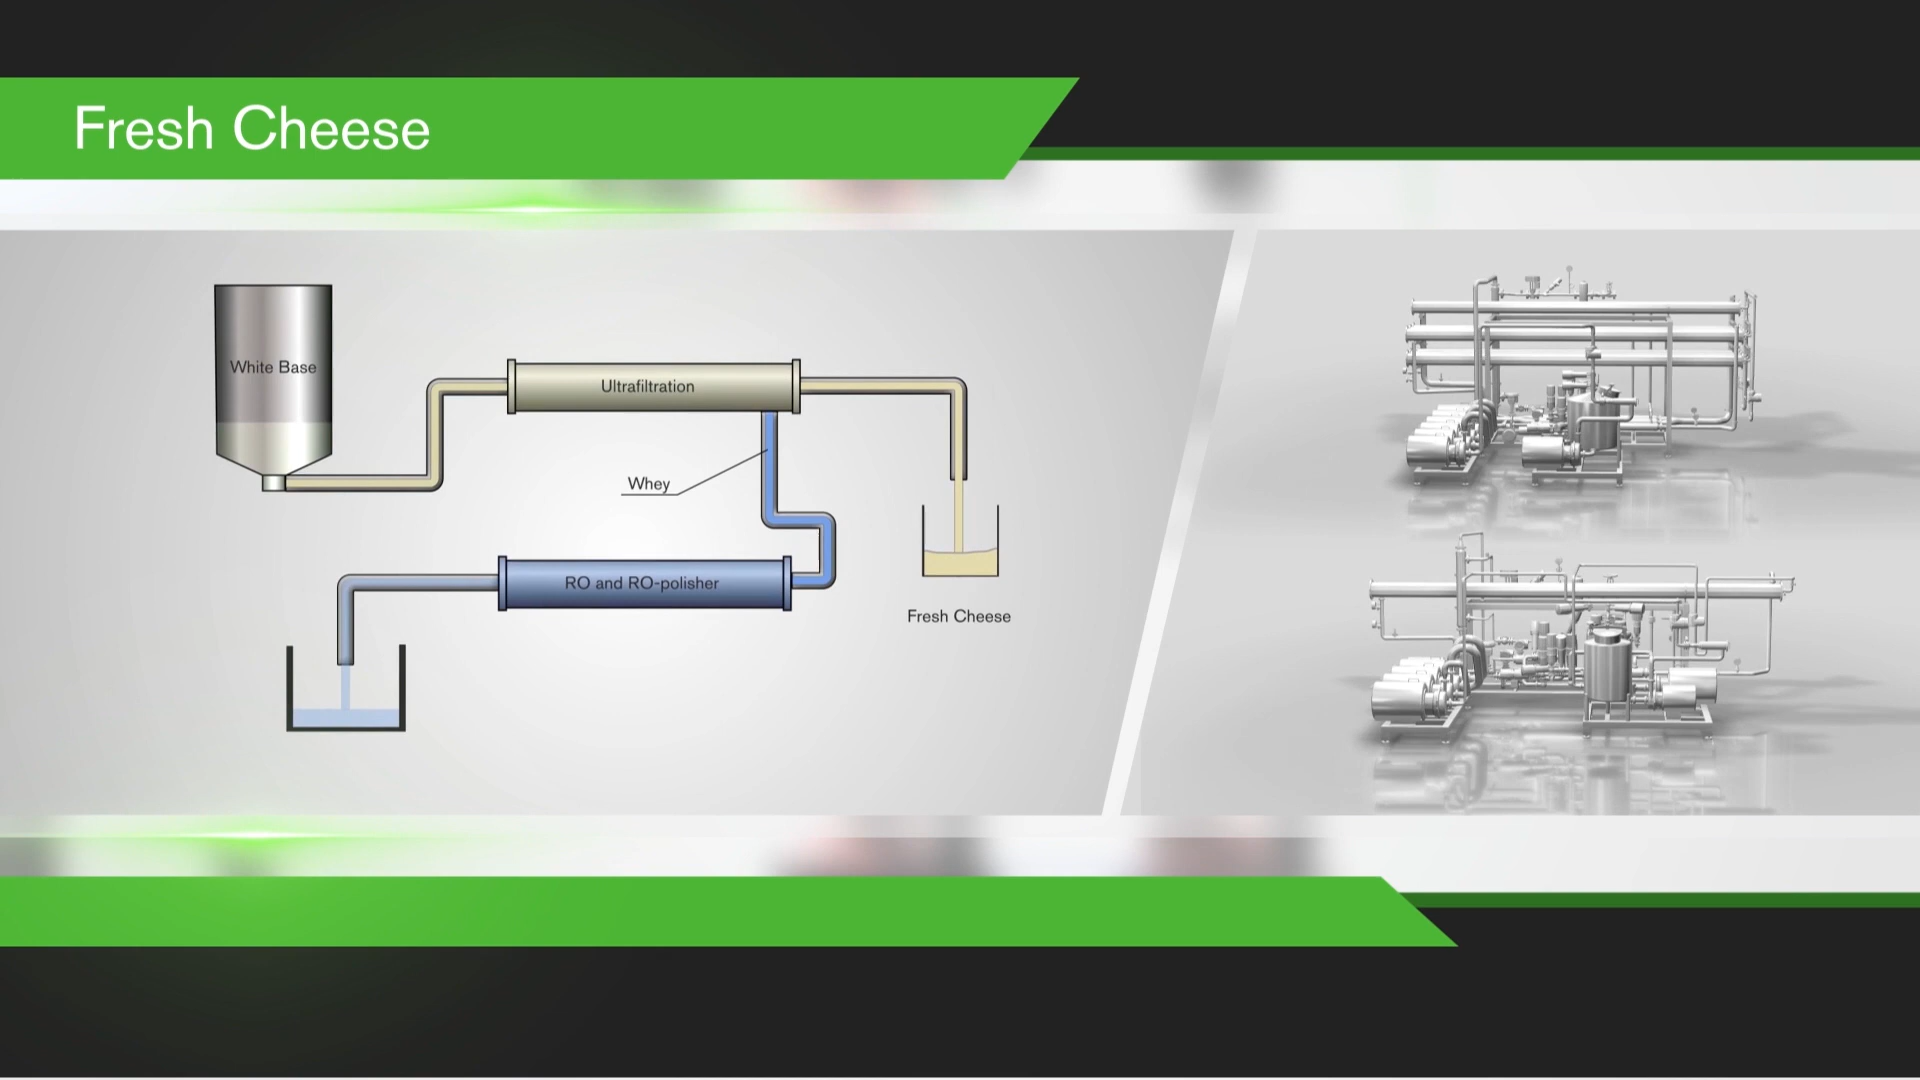 Fresh Cheese
White Base
Ultrafiltration
Whey
RO and RO-polisher
Fresh Cheese